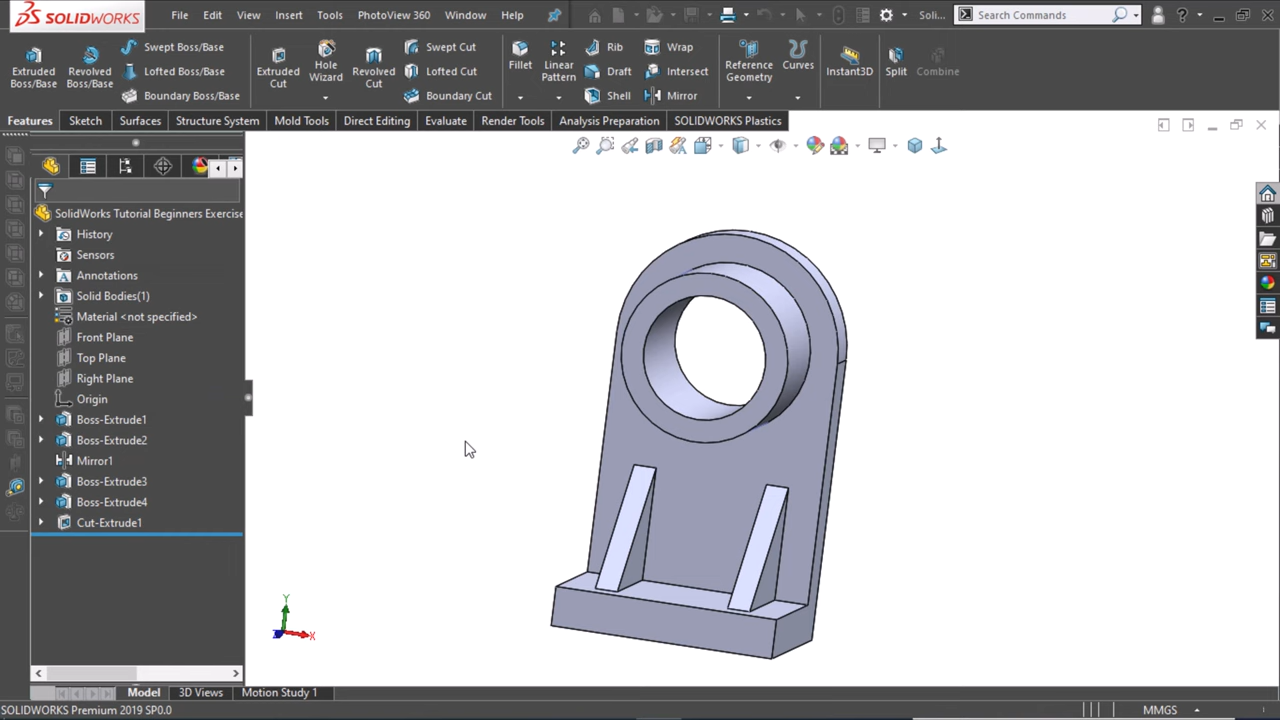 SOLIDWORKS File Edit View Insert Tools PhotoView 360 Window Help Soli... Search Commands ?
Extruded Boss/Base
Revolved Boss/Base
Swept Boss/Base
Lofted Boss/Base
Boundary Boss/Base
Extruded Cut
Hole Wizard
Revolved Cut
Swept Cut
Lofted Cut
Boundary Cut
Fillet
Linear Pattern
Rib
Draft
Shell
Wrap
Intersect
Mirror
Reference Geometry
Curves
Instant3D
Split
Combine
Features Sketch Surfaces Structure System Mold Tools Direct Editing Evaluate Render Tools Analysis Preparation SOLIDWORKS Plastics
SolidWorks Tutorial Beginners Exercise
History
Sensors
Annotations
Solid Bodies(1)
Material <not specified>
Front Plane
Top Plane
Right Plane
Origin
Boss-Extrude1
Boss-Extrude2
Mirror1
Boss-Extrude3
Boss-Extrude4
Cut-Extrude1
Y
Z X
Model 3D Views Motion Study 1
SOLIDWORKS Premium 2019 SP0.0 MMGS